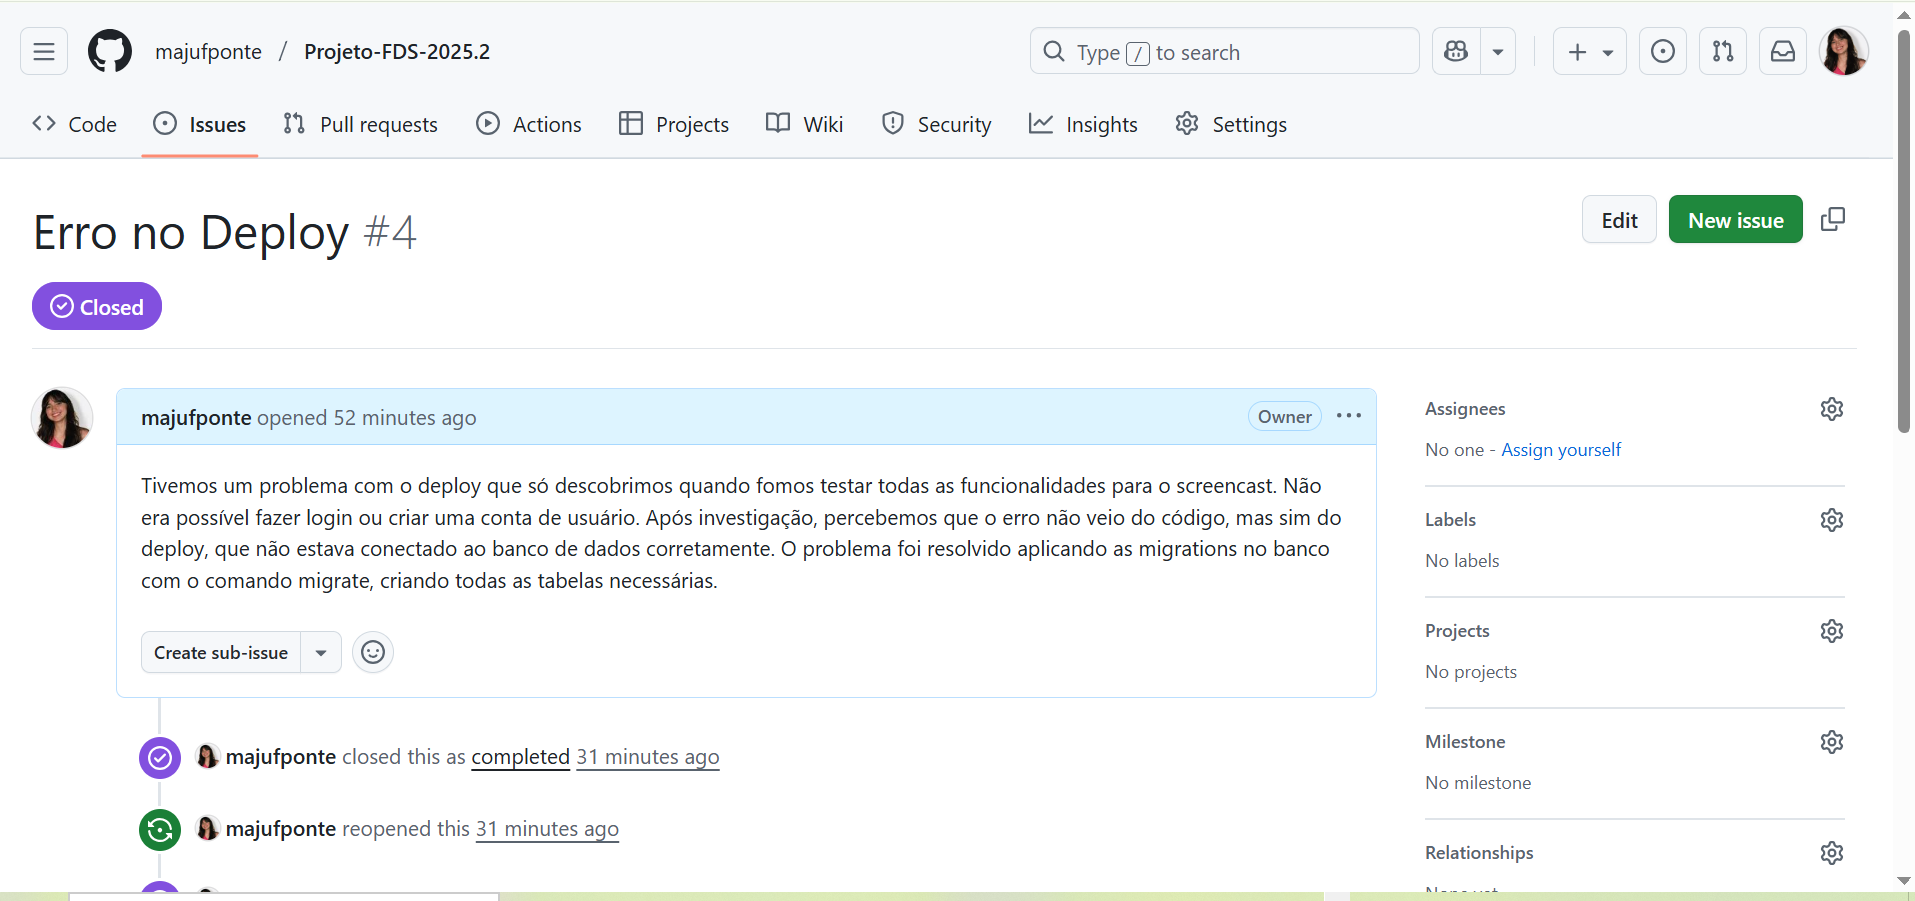 majufponte / Projeto-FDS-2025.2
Type / to search
Code
Issues
Pull requests
Actions
Projects
Wiki
Security
Insights
Settings
Erro no Deploy #4
Edit
New issue
Closed
majufponte opened 52 minutes ago
Owner
Tivemos um problema com o deploy que só descobrimos quando fomos testar todas as funcionalidades para o screencast. Não
era possível fazer login ou criar uma conta de usuário. Após investigação, percebemos que o erro não veio do código, mas sim do
deploy, que não estava conectado ao banco de dados corretamente. O problema foi resolvido aplicando as migrations no banco
com o comando migrate, criando todas as tabelas necessárias.
Create sub-issue
majufponte closed this as completed 31 minutes ago
majufponte reopened this 31 minutes ago
Assignees
No one - Assign yourself
Labels
No labels
Projects
No projects
Milestone
No milestone
Relationships
None yet